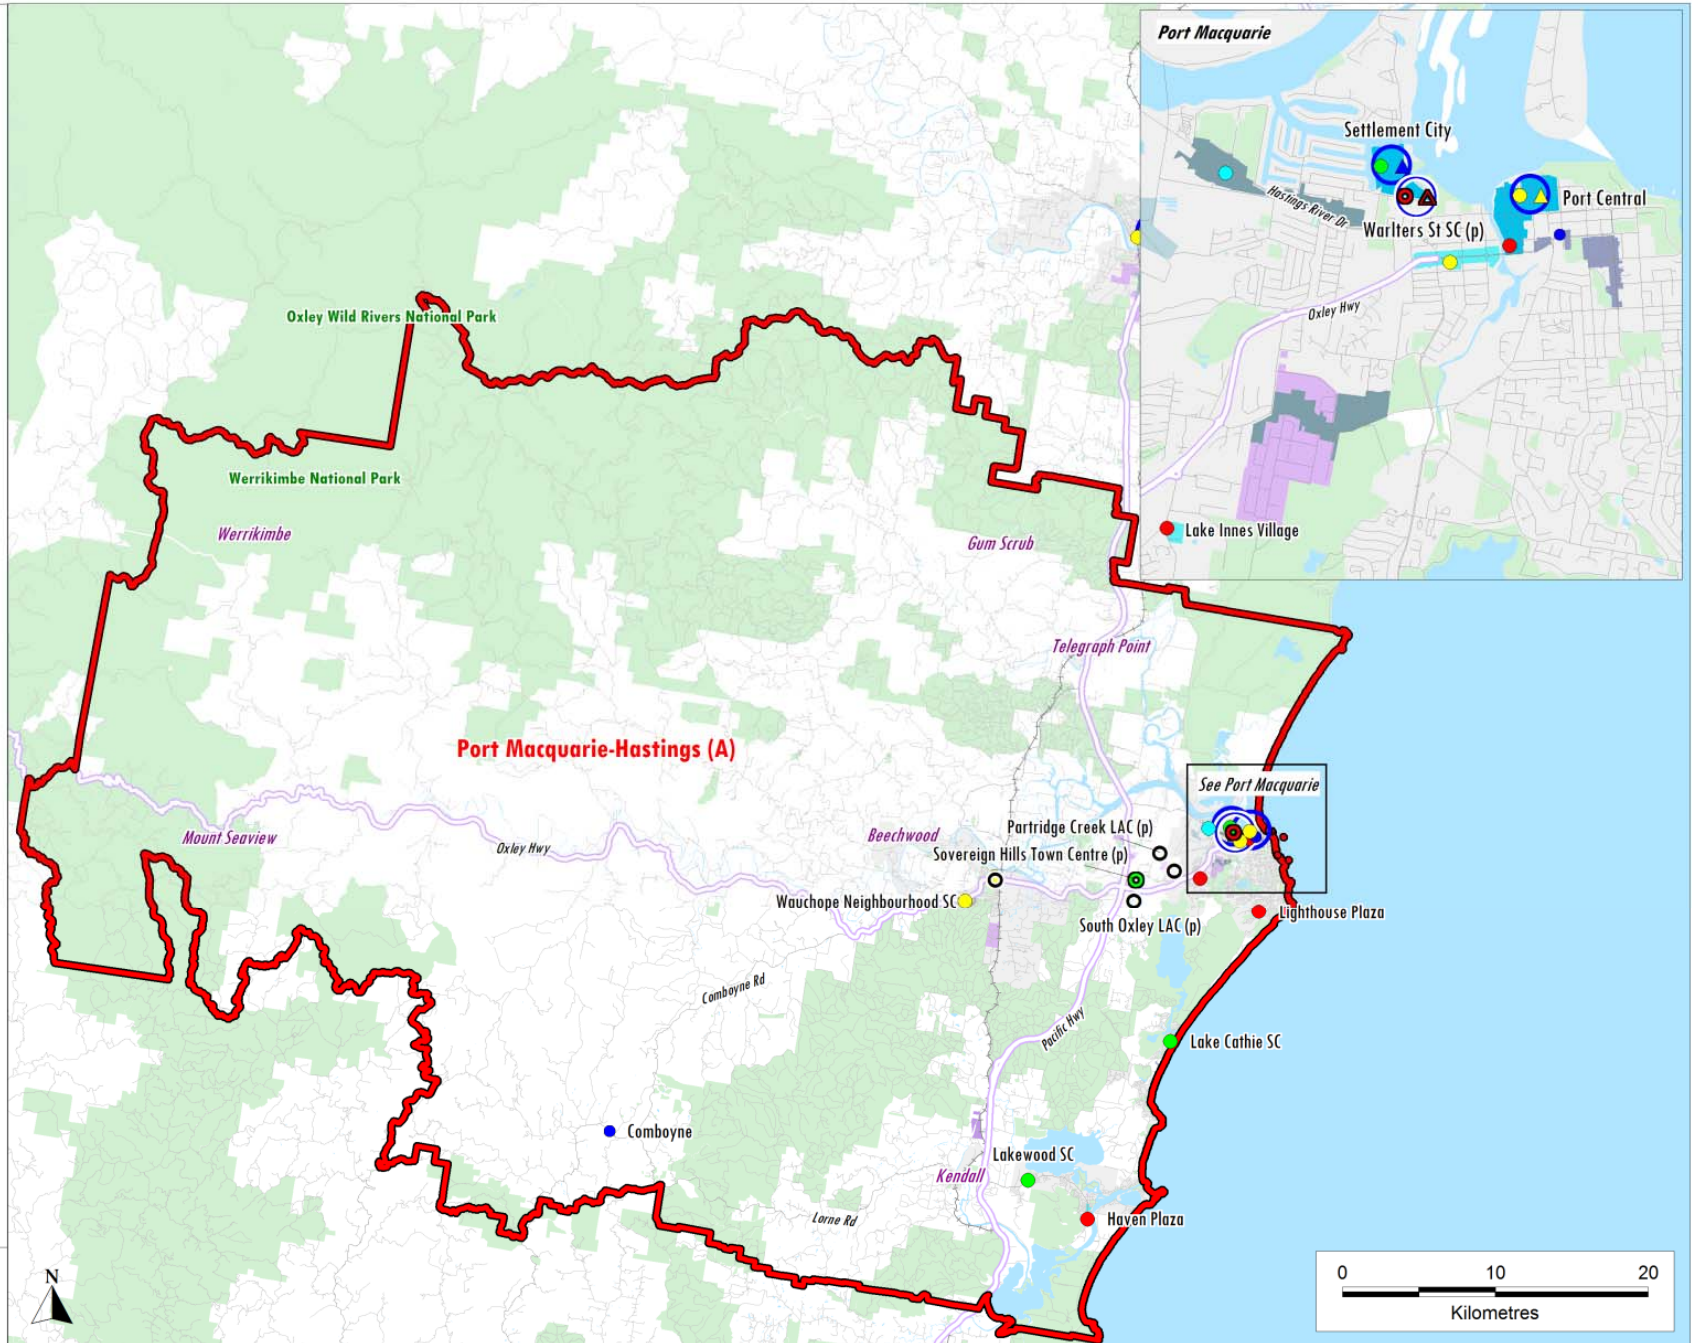 Port Macquarie
Settlement City
Hastings River Dr
Port Central
Warlters St SC (p)
Oxley Hwy
Lake Innes Village
Oxley Wild Rivers National Park
Werrikimbe National Park
Werrikimbe
Gum Scrub
Telegraph Point
Port Macquarie-Hastings (A)
See Port Macquarie
Mount Seaview
Oxley Hwy
Beechwood
Partridge Creek LAC (p)
Sovereign Hills Town Centre (p)
Wauchope Neighbourhood SC
South Oxley LAC (p)
Lighthouse Plaza
Comboyne Rd
Pacific Hwy
Lake Cathie SC
Comboyne
Lakewood SC
Kendall
Lorne Rd
Haven Plaza
N
0 10 20
Kilometres